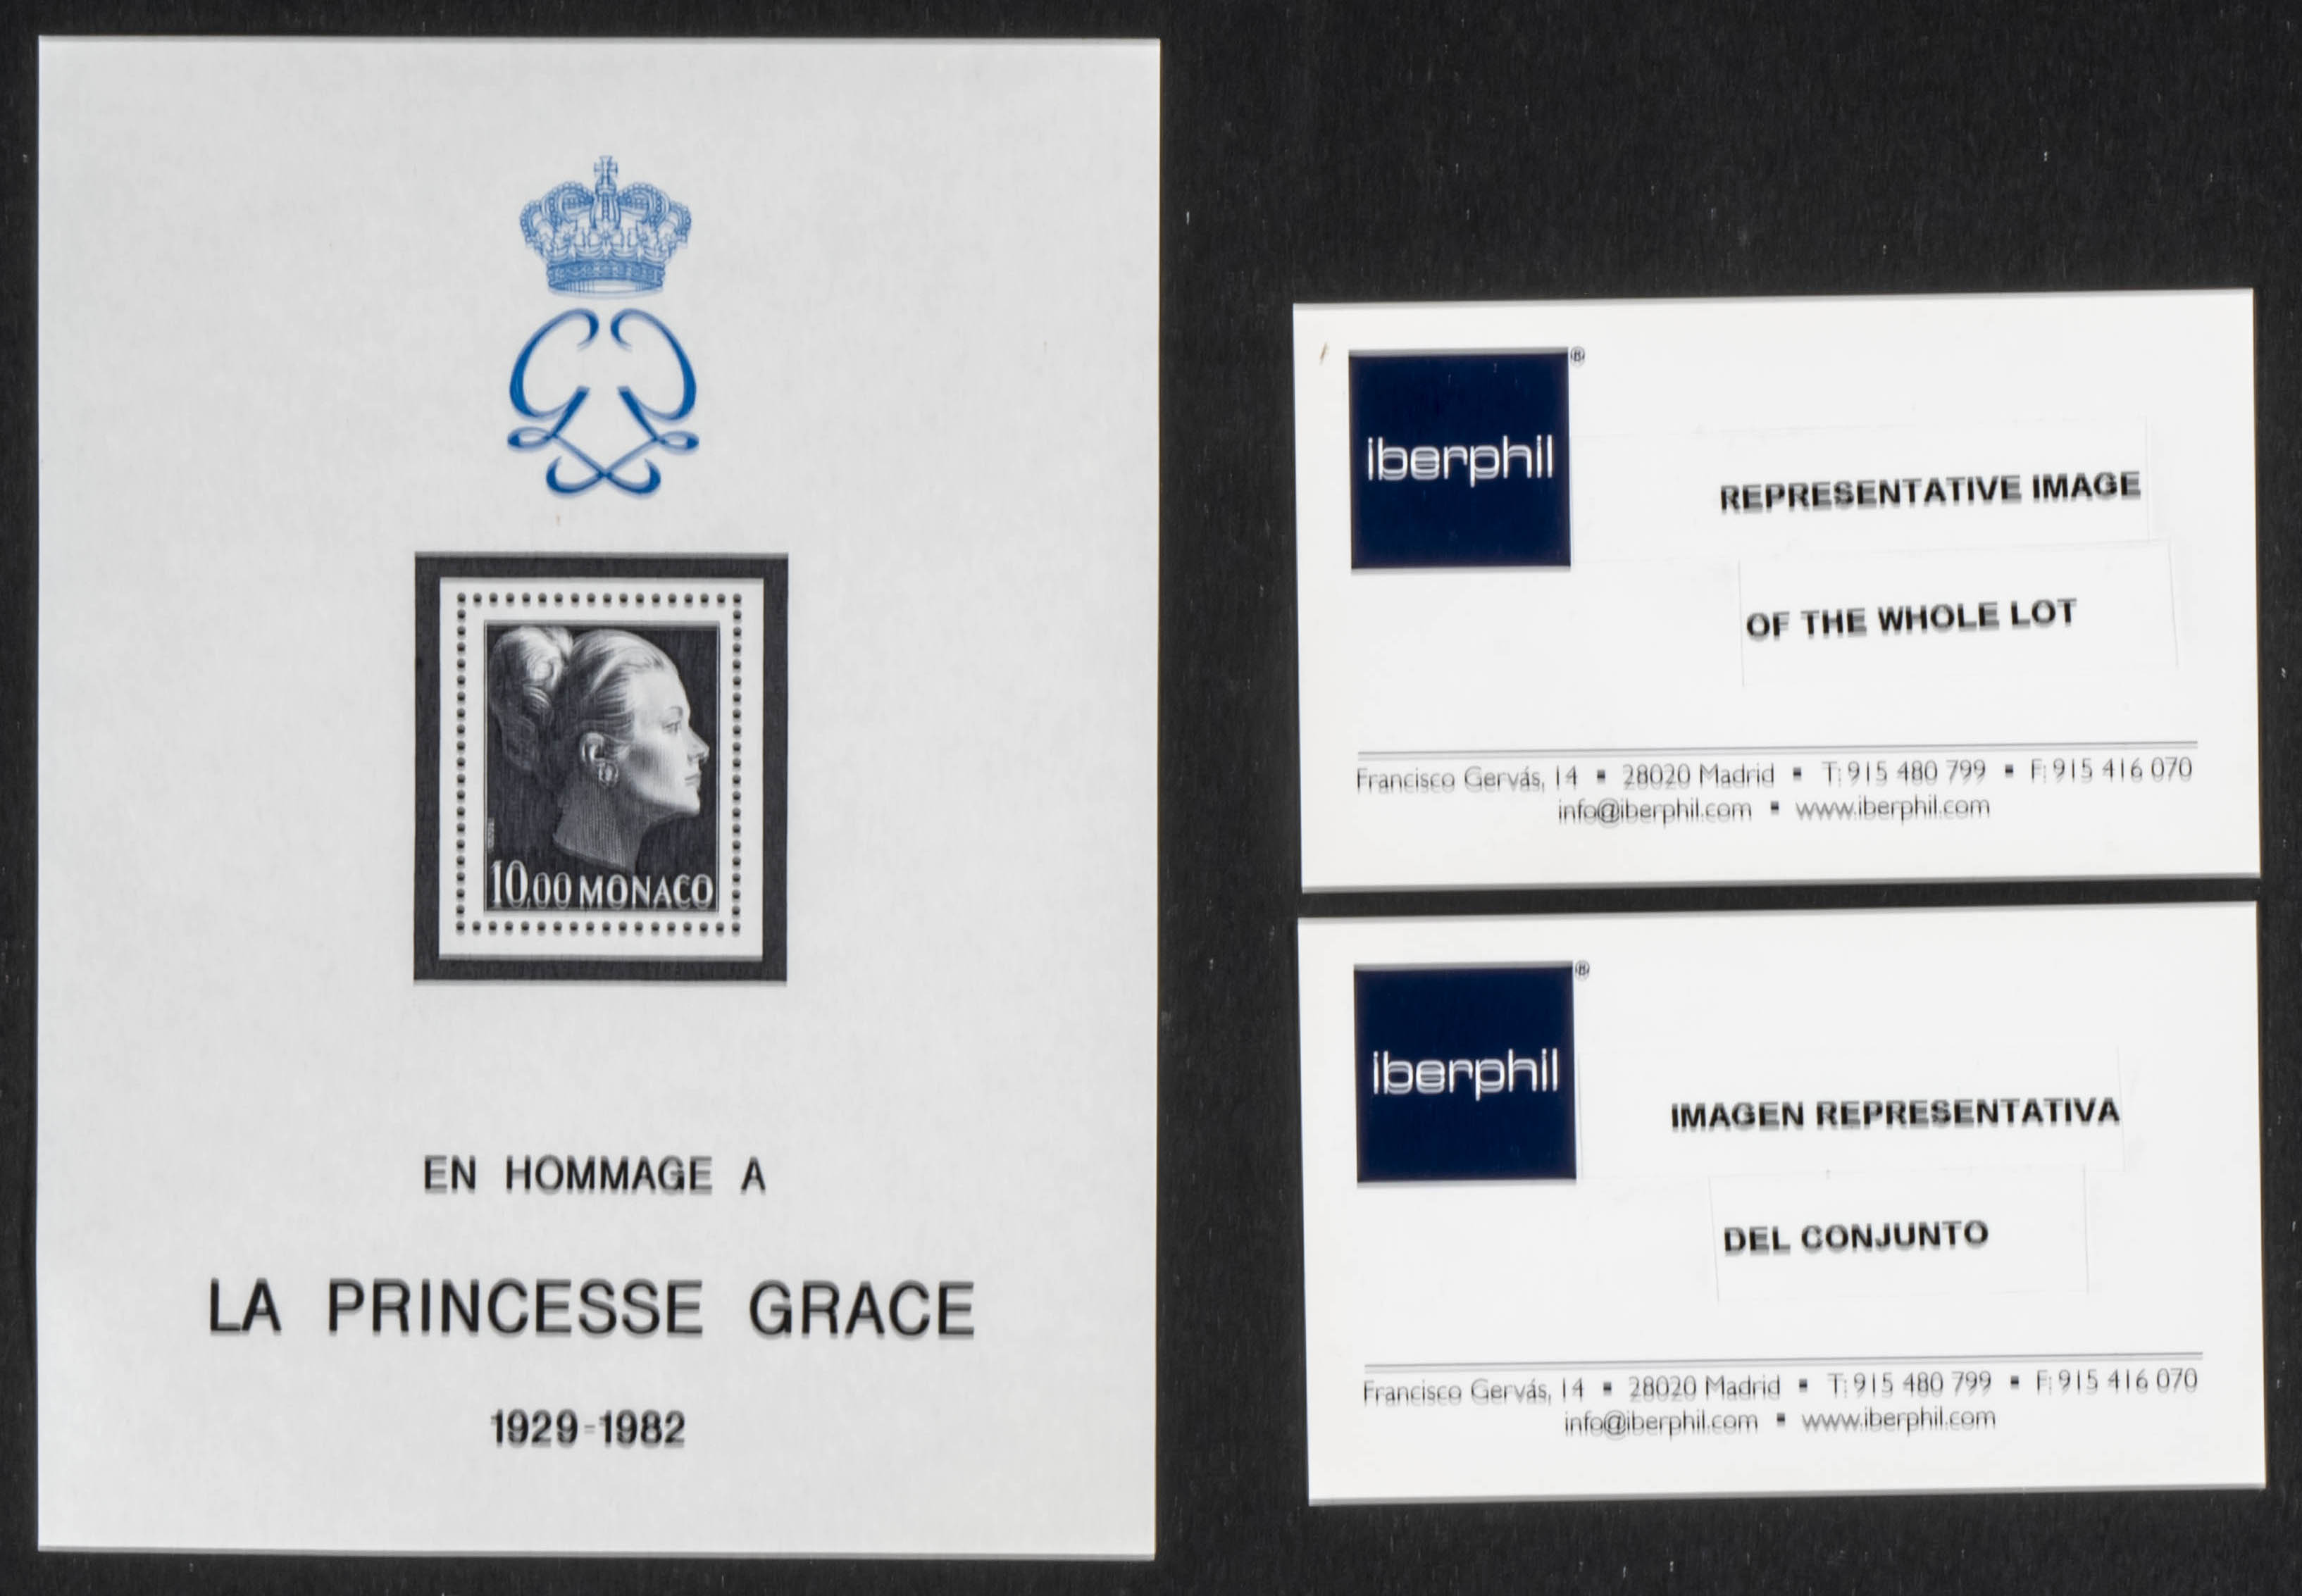 10,00 MONACO
EN HOMMAGE A
LA PRINCESSE GRACE
1929-1982
iberphil ®
REPRESENTATIVE IMAGE
OF THE WHOLE LOT
Francisco Gervás, 14 ▪ 28020 Madrid ▪ T: 915 480 799 ▪ F: 915 416 070
info@iberphil.com ▪ www.iberphil.com
iberphil ®
IMAGEN REPRESENTATIVA
DEL CONJUNTO
Francisco Gervás, 14 ▪ 28020 Madrid ▪ T: 915 480 799 ▪ F: 915 416 070
info@iberphil.com ▪ www.iberphil.com